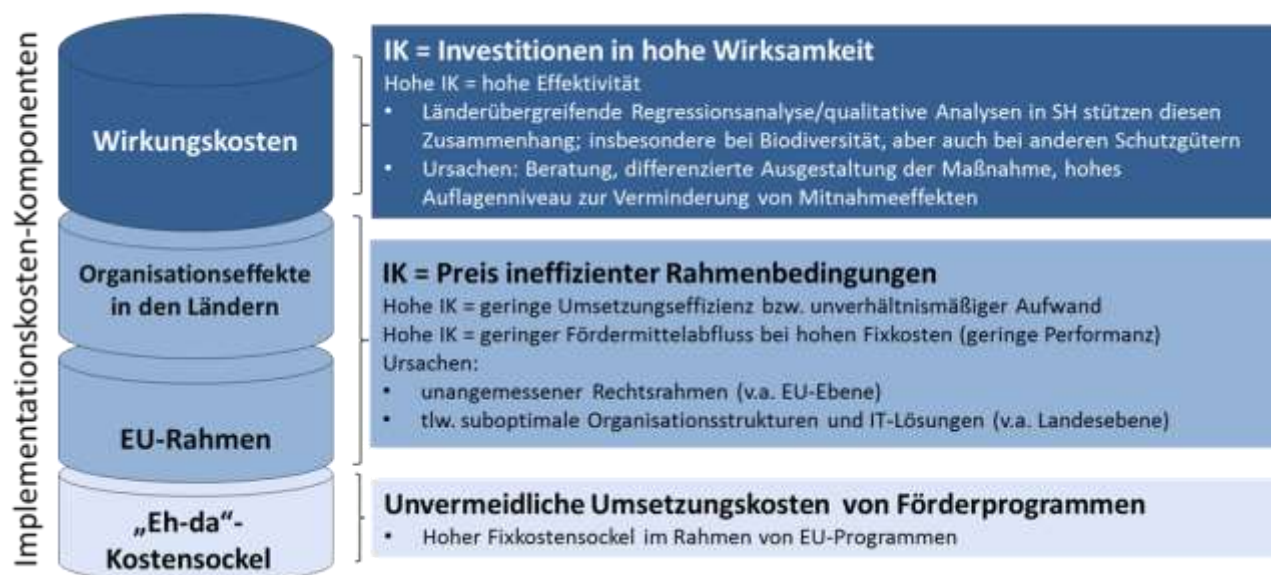 Implementationskosten-Komponenten
Wirkungskosten
IK = Investitionen in hohe Wirksamkeit
Hohe IK = hohe Effektivität
• Länderübergreifende Regressionsanalyse/qualitative Analysen in SH stützen diesen
Zusammenhang; insbesondere bei Biodiversität, aber auch bei anderen Schutzgütern
• Ursachen: Beratung, differenzierte Ausgestaltung der Maßnahme, hohes
Auflagenniveau zur Verminderung von Mitnahmeeffekten
Organisationseffekte
in den Ländern
EU-Rahmen
IK = Preis ineffizienter Rahmenbedingungen
Hohe IK = geringe Umsetzungseffizienz bzw. unverhältnismäßiger Aufwand
Hohe IK = geringer Fördermittelabfluss bei hohen Fixkosten (geringe Performanz)
Ursachen:
• unangemessener Rechtsrahmen (v.a. EU-Ebene)
• tlw. suboptimale Organisationsstrukturen und IT-Lösungen (v.a. Landesebene)
„Eh-da“-
Kostensockel
Unvermeidliche Umsetzungskosten von Förderprogrammen
• Hoher Fixkostensockel im Rahmen von EU-Programmen